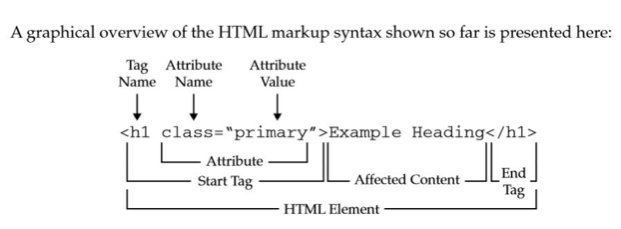 A graphical overview of the HTML markup syntax shown so far is presented here:
Tag Attribute Attribute
Name Name Value
<h1 class="primary">Example Heading</h1>
Attribute
Start Tag Affected Content End
Tag
HTML Element